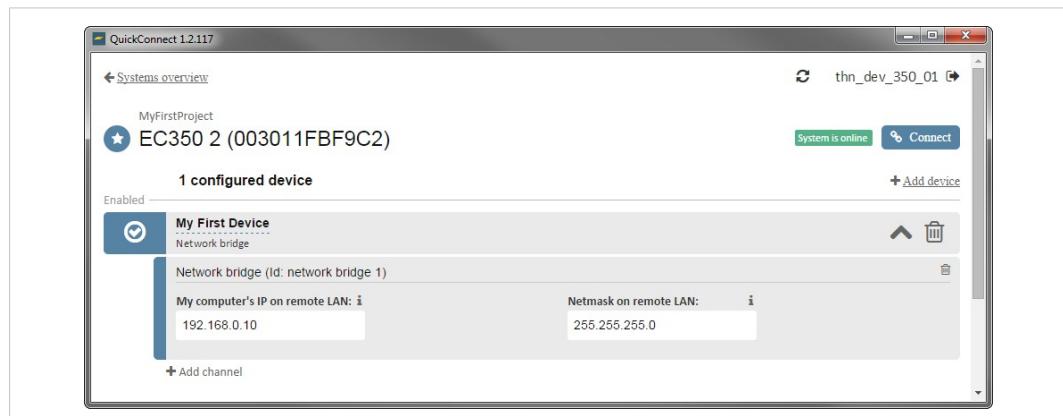 QuickConnect 1.2.117
Systems overview
thn_dev_350_01
MyFirstProject
EC350 2 (003011FBF9C2)
System is online
Connect
1 configured device
Add device
Enabled
My First Device
Network bridge
Network bridge (Id: network bridge 1)
My computer's IP on remote LAN: i
Netmask on remote LAN: i
192.168.0.10
255.255.255.0
Add channel